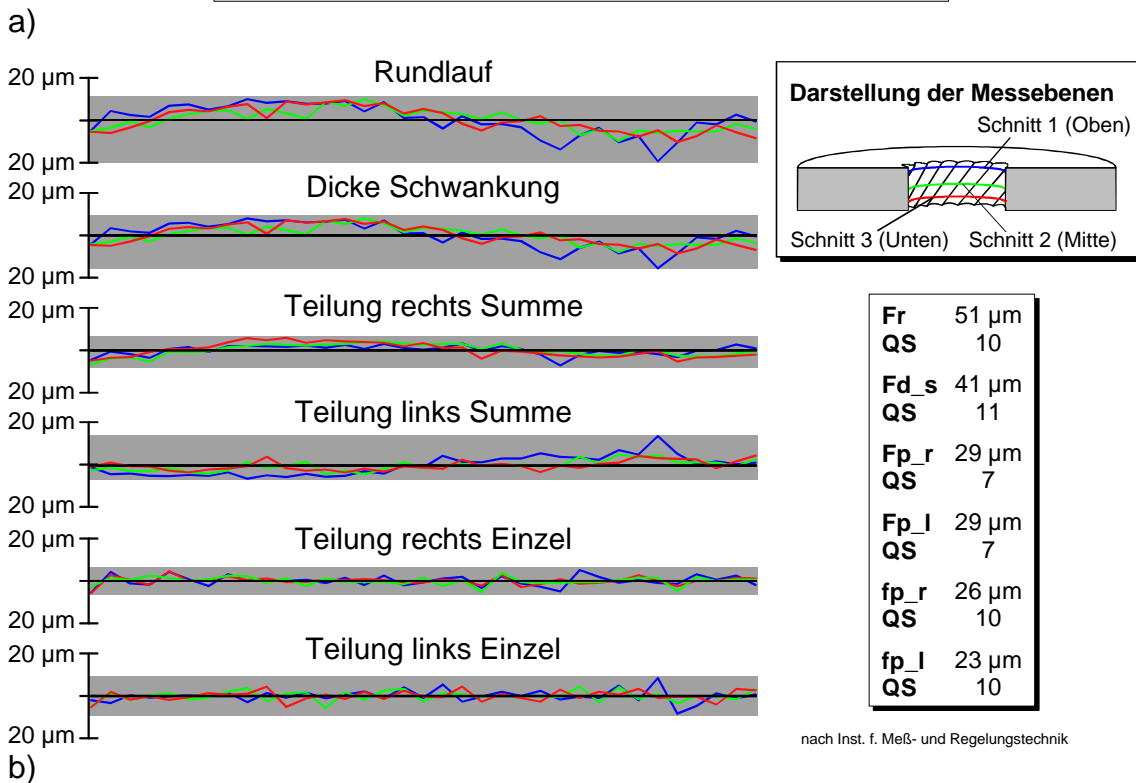 a)
Rundlauf
20 µm
20 µm
Dicke Schwankung
20 µm
20 µm
Teilung rechts Summe
20 µm
20 µm
Teilung links Summe
20 µm
20 µm
Teilung rechts Einzel
20 µm
20 µm
Teilung links Einzel
20 µm
20 µm
b)
Darstellung der Messebenen
Schnitt 1 (Oben)
Schnitt 3 (Unten) Schnitt 2 (Mitte)
Fr 51 µm
QS 10
Fd_s 41 µm
QS 11
Fp_r 29 µm
QS 7
Fp_l 29 µm
QS 7
fp_r 26 µm
QS 10
fp_l 23 µm
QS 10
nach Inst. f. Meß- und Regelungstechnik